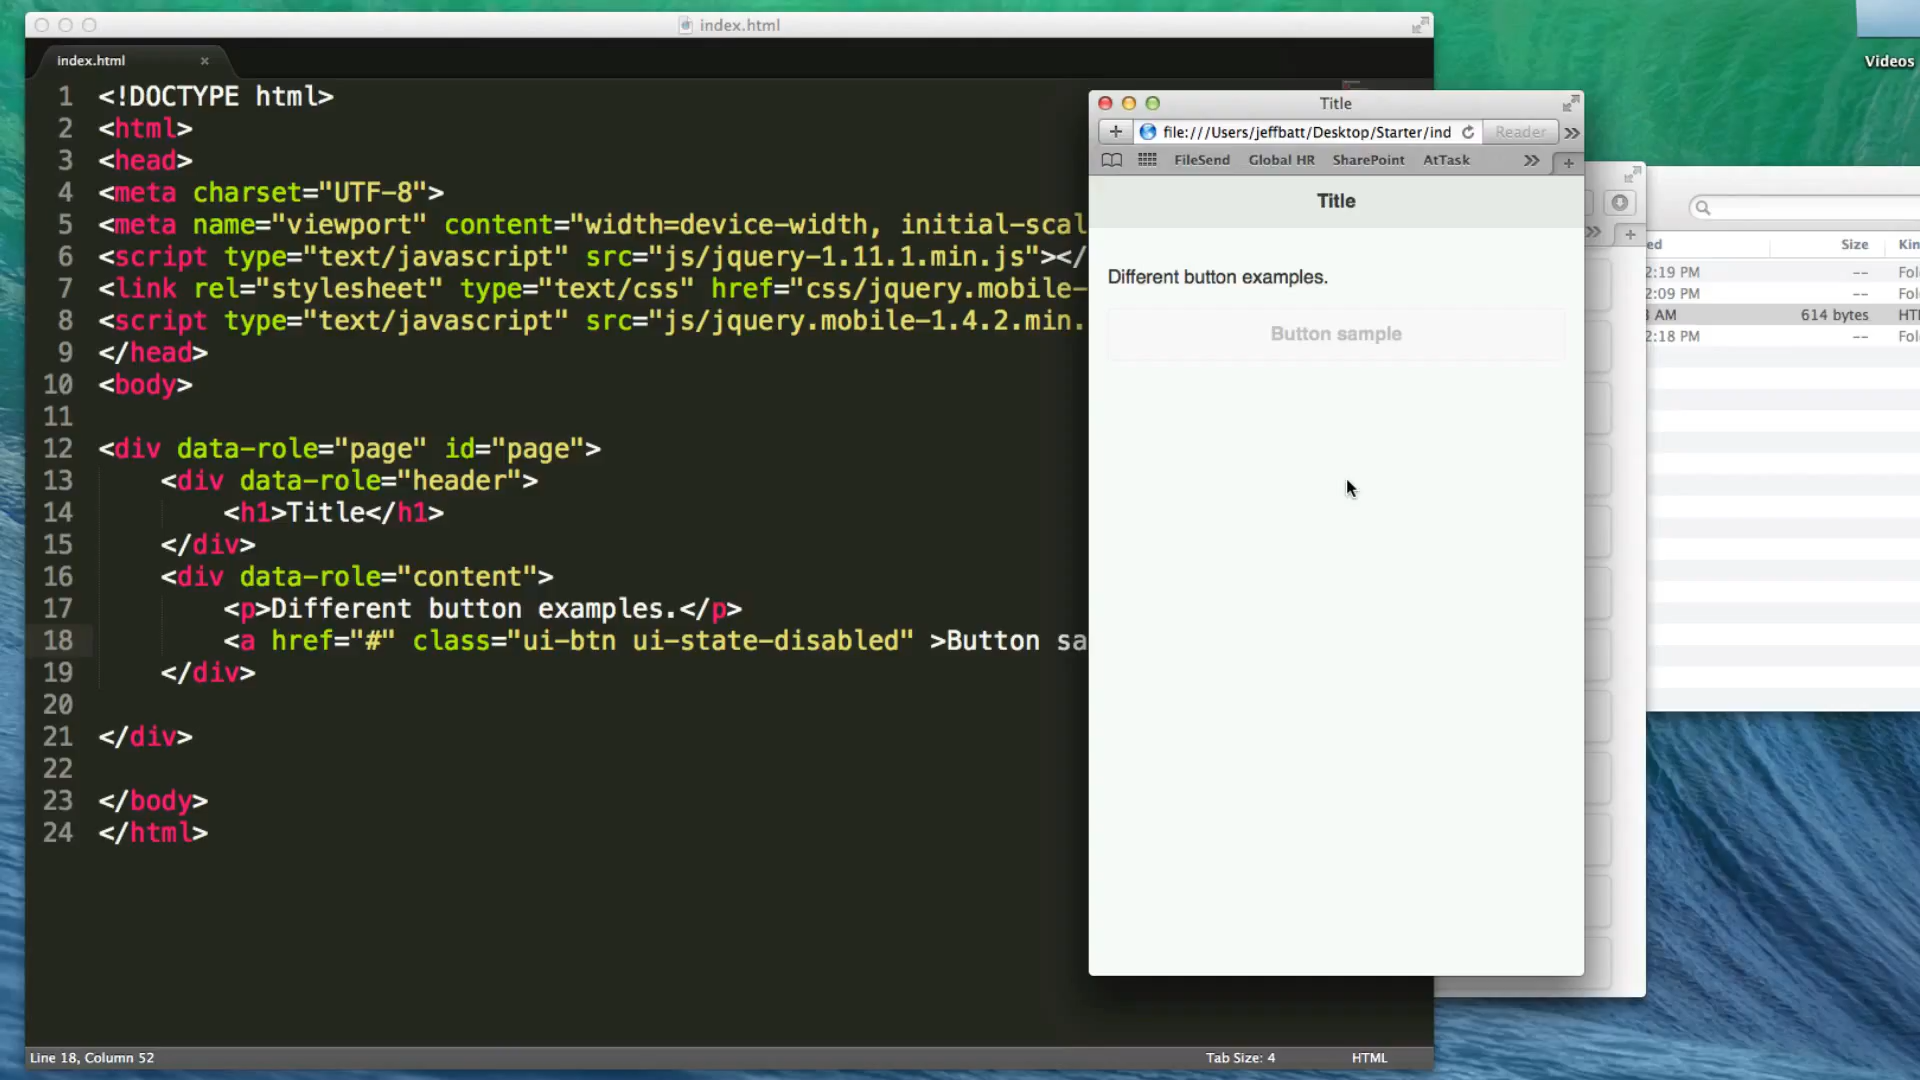 index.html
index.html
1 <!DOCTYPE html>
2 <html>
3 <head>
4 <meta charset="UTF-8">
5 <meta name="viewport" content="width=device-width, initial-scal
6 <script type="text/javascript" src="js/jquery-1.11.1.min.js"></
7 <link rel="stylesheet" type="text/css" href="css/jquery.mobile-
8 <script type="text/javascript" src="js/jquery.mobile-1.4.2.min.
9 </head>
10 <body>
11
12 <div data-role="page" id="page">
13 <div data-role="header">
14 <h1>Title</h1>
15 </div>
16 <div data-role="content">
17 <p>Different button examples.</p>
18 <a href="#" class="ui-btn ui-state-disabled" >Button sa
19 </div>
20
21 </div>
22
23 </body>
24 </html>
Line 18, Column 52
Tab Size: 4
HTML
Title
file:///Users/jeffbatt/Desktop/Starter/ind
Reader
FileSend Global HR SharePoint AtTask
Title
Different button examples.
Button sample
Videos
ed Size Kin
2:19 PM -- Fol
2:09 PM -- Fol
AM 614 bytes HT
2:18 PM -- Fol